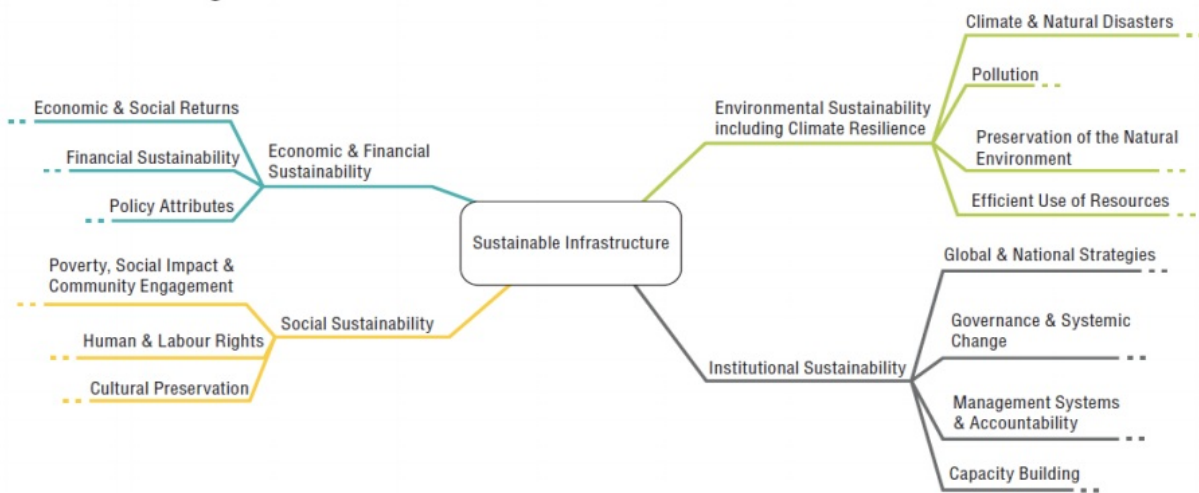 Climate & Natural Disasters
Pollution
Economic & Social Returns
Environmental Sustainability
including Climate Resilience
Preservation of the Natural
Environment
Financial Sustainability
Economic & Financial
Sustainability
Policy Attributes
Efficient Use of Resources
Sustainable Infrastructure
Poverty, Social Impact &
Community Engagement
Global & National Strategies
Social Sustainability
Governance & Systemic
Change
Human & Labour Rights
Institutional Sustainability
Cultural Preservation
Management Systems
& Accountability
Capacity Building